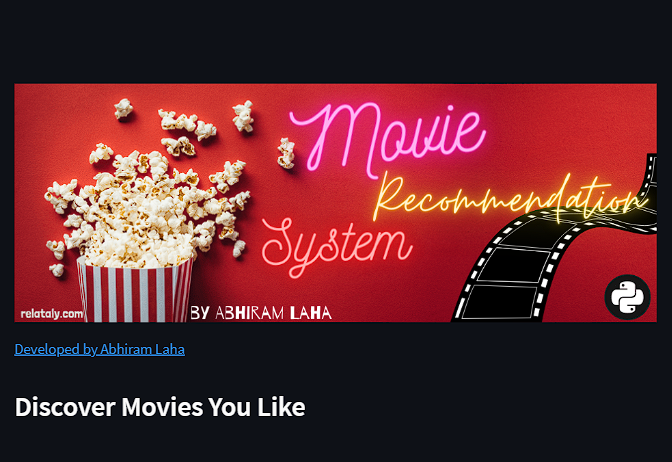 Movie
Recommendation
System
relataly.com
BY ABHIRAM LAHA
Developed by Abhiram Laha
Discover Movies You Like